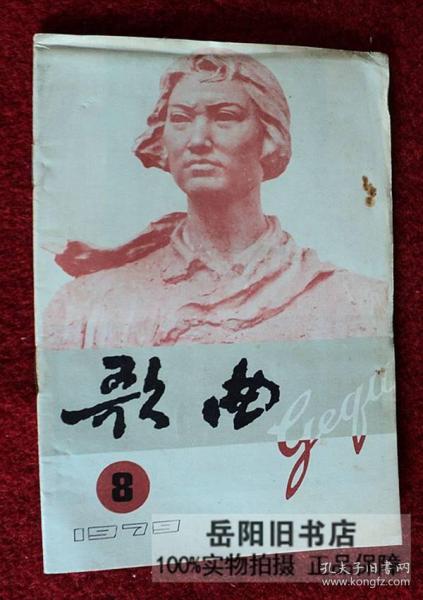 歌曲
Gequ
8
1979
岳阳旧书店
100%实物拍摄 正品保障
孔夫子旧书网
www.kongfz.com